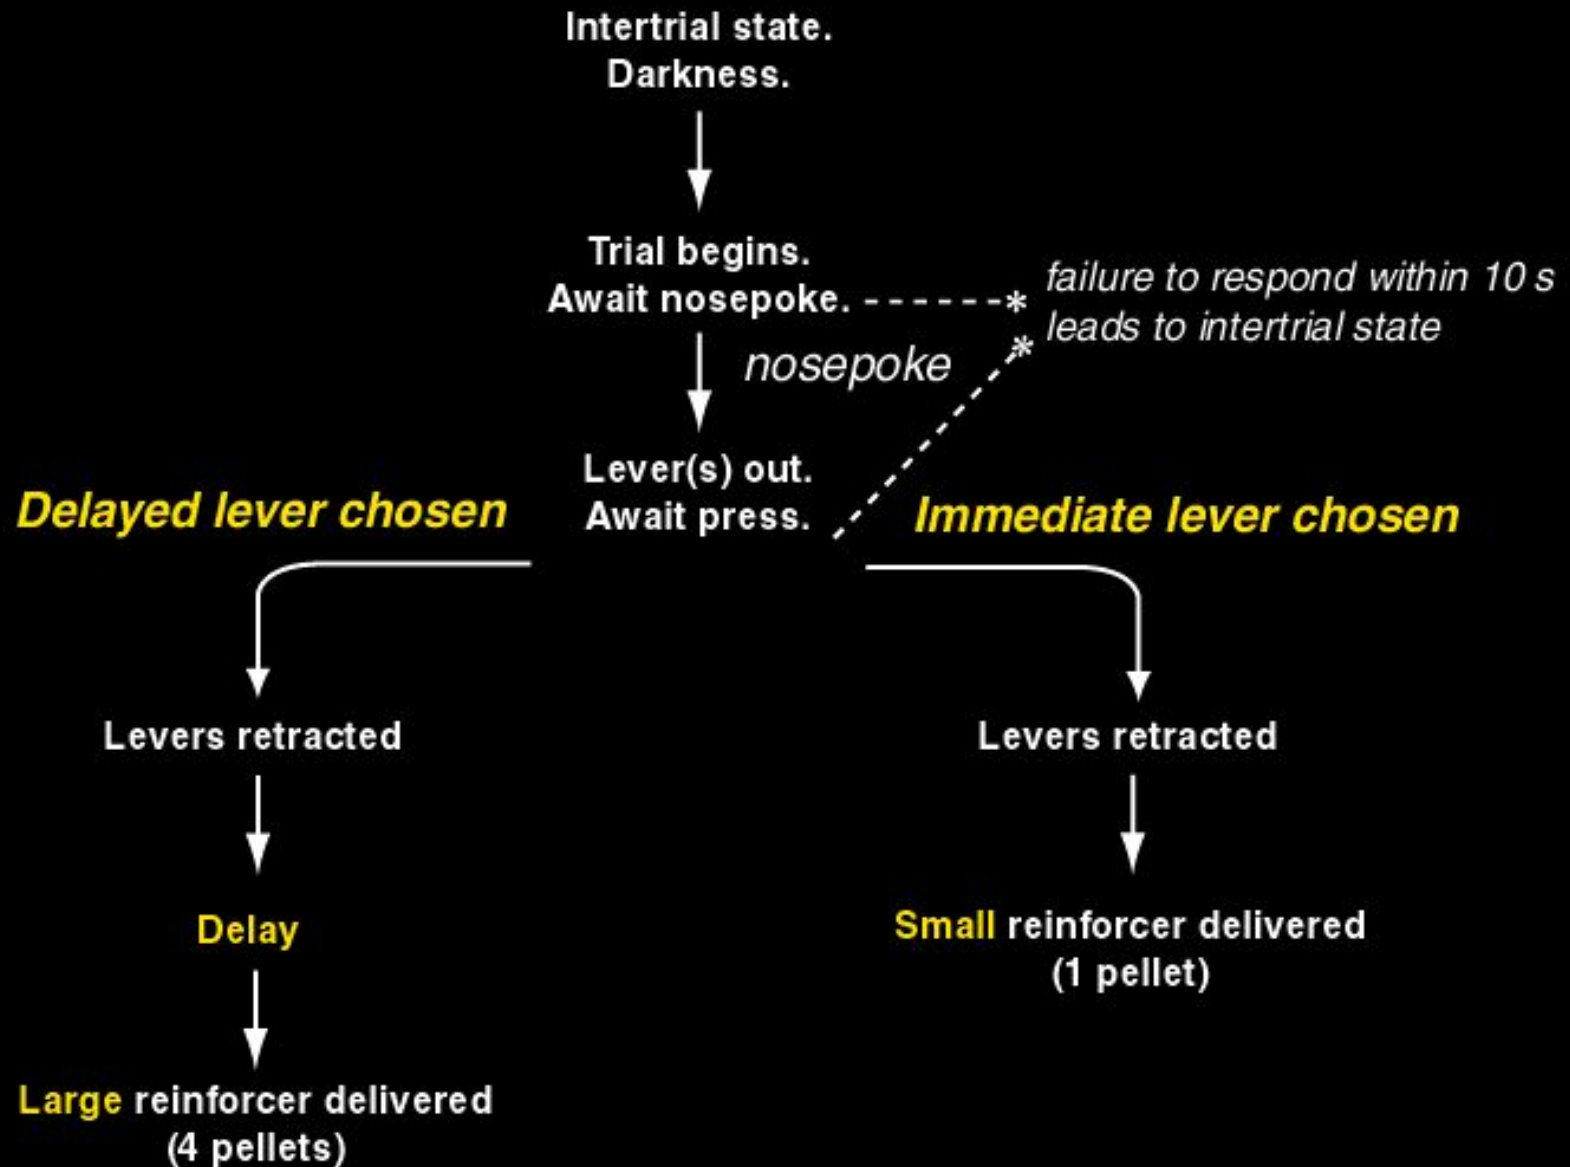 Intertrial state.
Darkness.
Trial begins.
Await nosepoke.
failure to respond within 10 s
leads to intertrial state
nosepoke
Lever(s) out.
Await press.
Delayed lever chosen
Immediate lever chosen
Levers retracted
Levers retracted
Delay
Small reinforcer delivered
(1 pellet)
Large reinforcer delivered
(4 pellets)